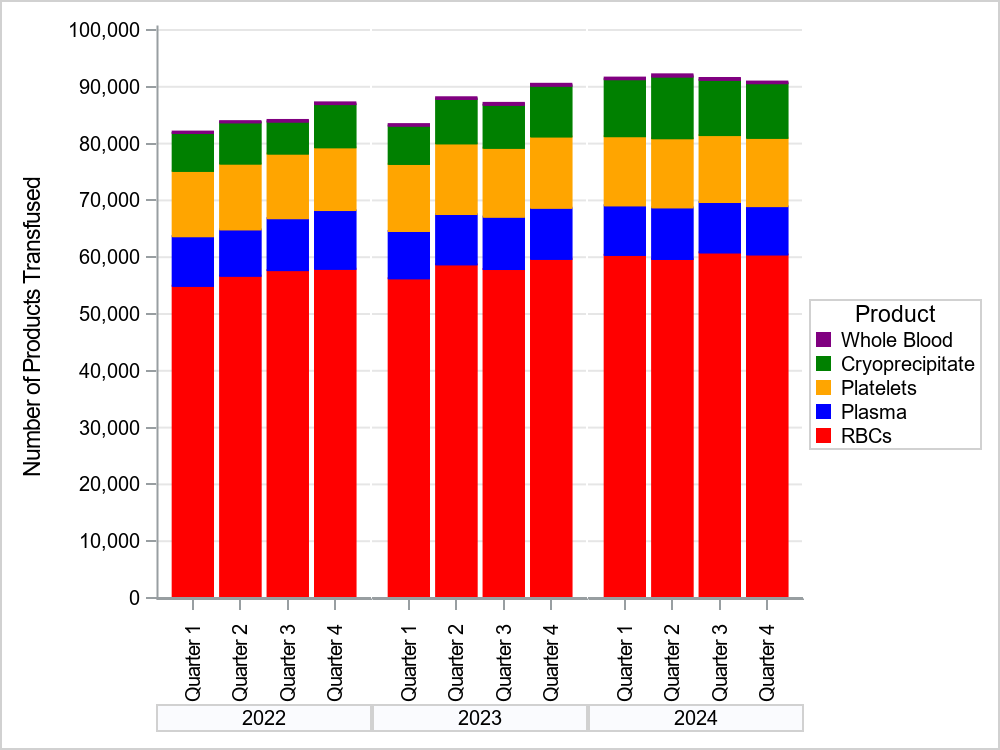 Number of Products Transfused
100,000
90,000
80,000
70,000
60,000
50,000
40,000
30,000
20,000
10,000
0
Quarter 1
Quarter 2
Quarter 3
Quarter 4
Quarter 1
Quarter 2
Quarter 3
Quarter 4
Quarter 1
Quarter 2
Quarter 3
Quarter 4
2022
2023
2024
Product
Whole Blood
Cryoprecipitate
Platelets
Plasma
RBCs